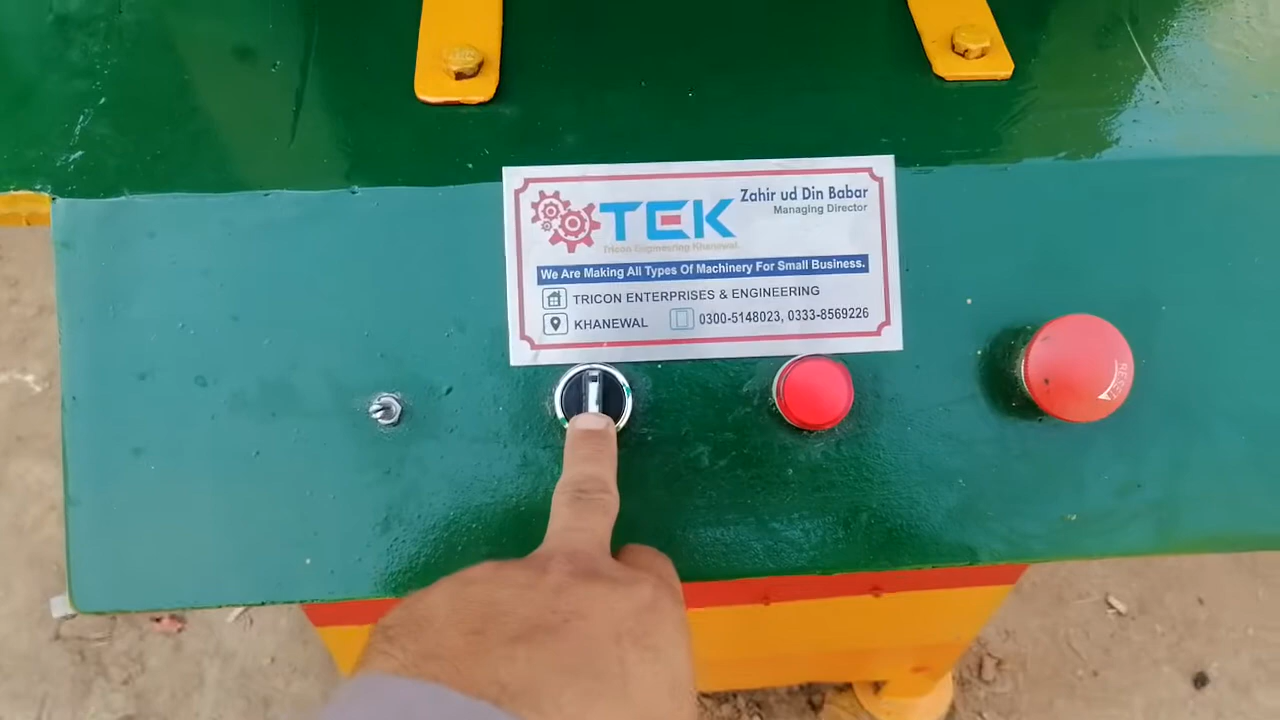 TEK
Zahir ud Din Babar
Managing Director
Tricon Engineering Khanewal.
We Are Making All Types Of Machinery For Small Business.
TRICON ENTERPRISES & ENGINEERING
KHANEWAL
0300-5148023, 0333-8569226
RESET